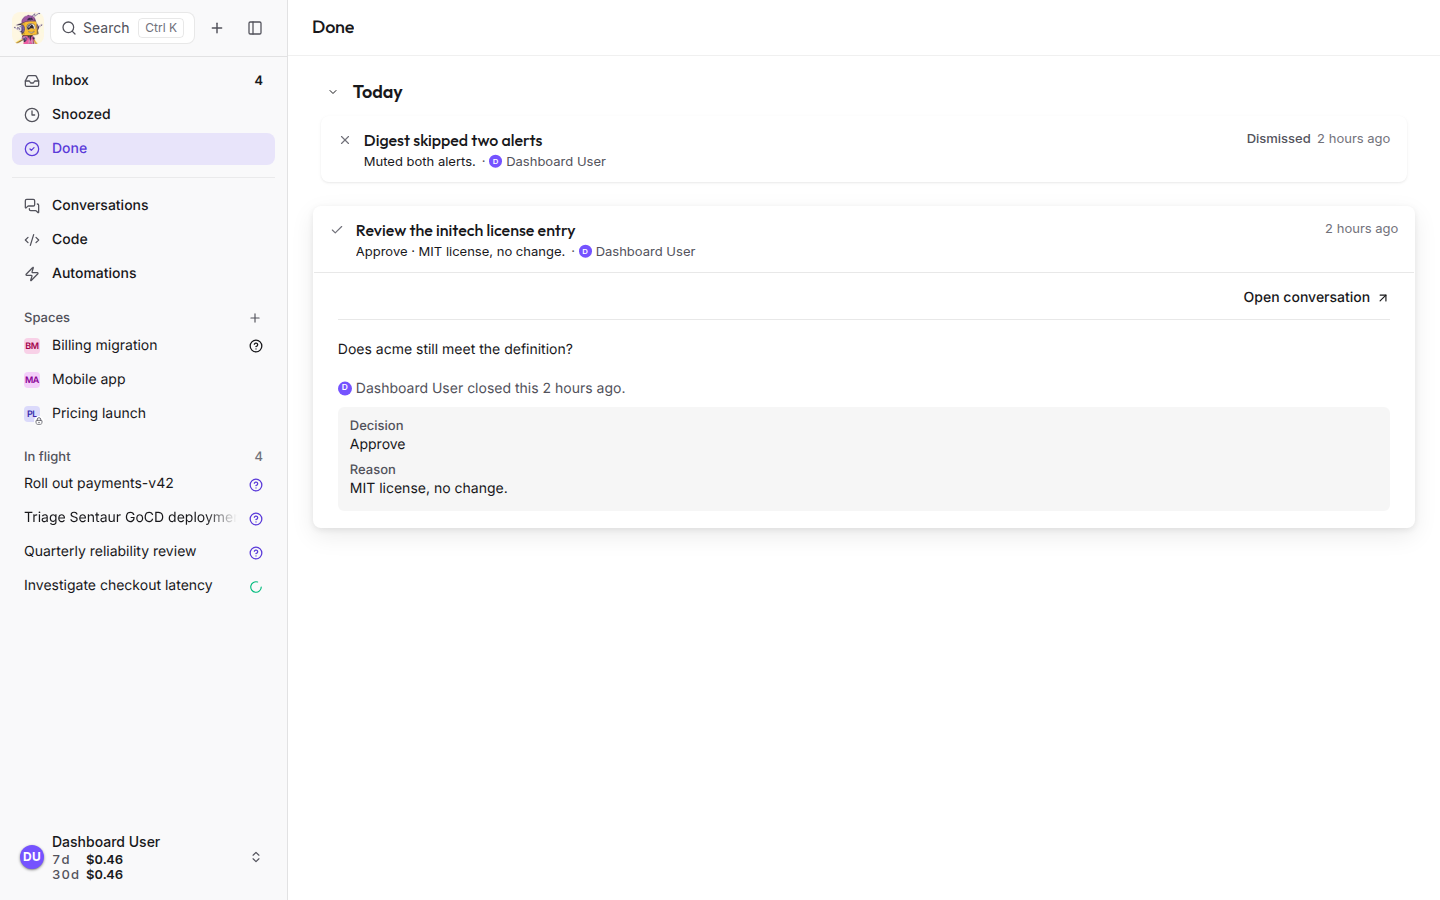 Search Ctrl K
Inbox 4
Snoozed
Done
Conversations
Code
Automations
Spaces
BM Billing migration
MA Mobile app
PL Pricing launch
In flight 4
Roll out payments-v42
Triage Sentaur GoCD deployme
Quarterly reliability review
Investigate checkout latency
DU Dashboard User
7d $0.46
30d $0.46
Done
Today
Digest skipped two alerts Dismissed 2 hours ago
Muted both alerts. · D Dashboard User
Review the initech license entry 2 hours ago
Approve · MIT license, no change. · D Dashboard User
Open conversation
Does acme still meet the definition?
D Dashboard User closed this 2 hours ago.
Decision
Approve
Reason
MIT license, no change.